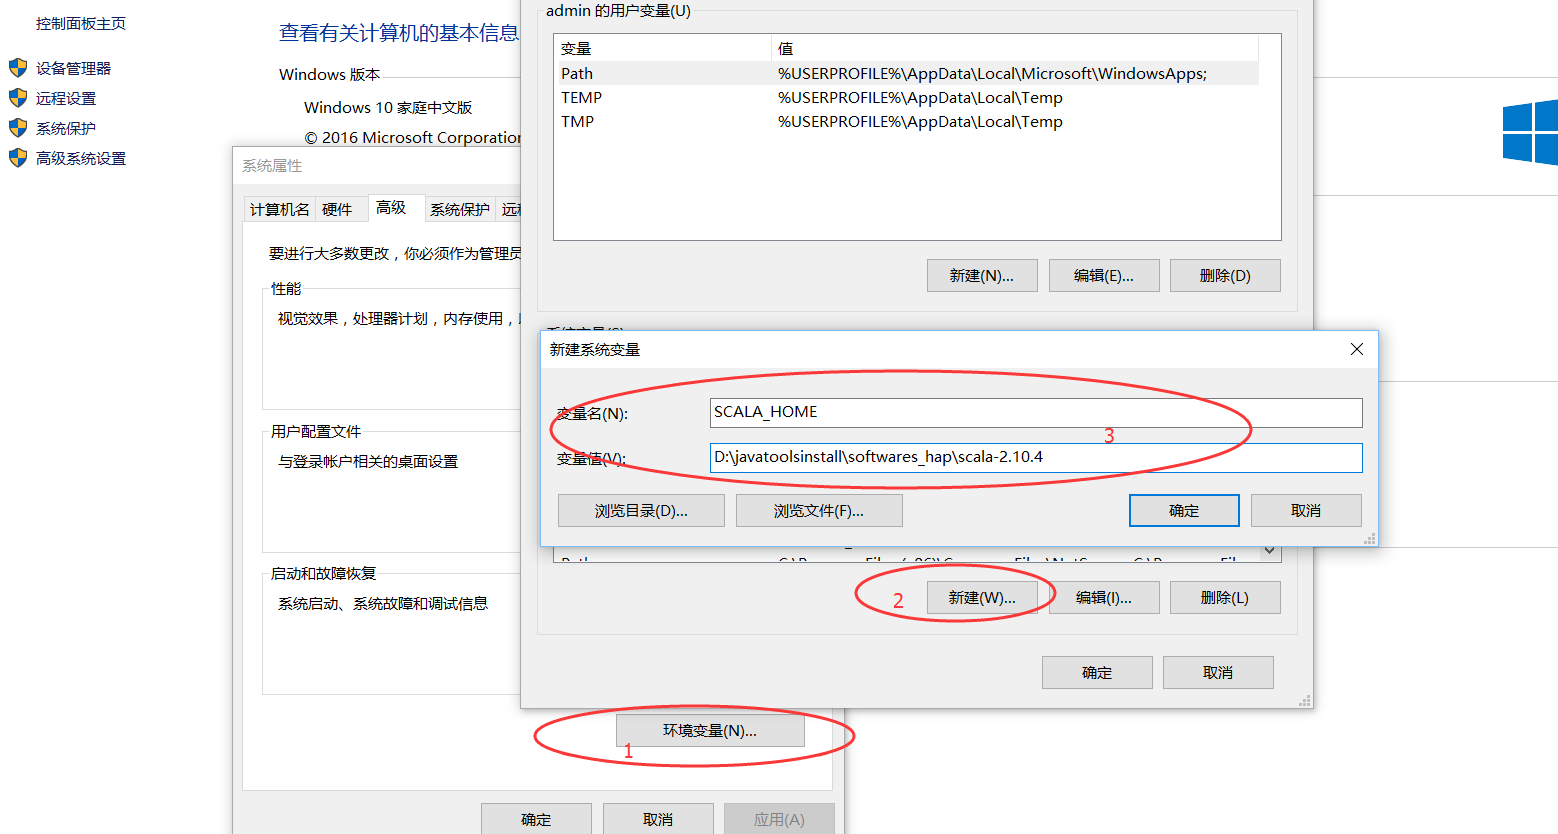 控制面板主页
设备管理器
远程设置
系统保护
高级系统设置
查看有关计算机的基本信息
Windows 版本
Windows 10 家庭中文版
© 2016 Microsoft Corporation
系统属性
计算机名 硬件 高级 系统保护 远程
要进行大多数更改，你必须作为管理员
性能
视觉效果，处理器计划，内存使用，
用户配置文件
与登录帐户相关的桌面设置
启动和故障恢复
系统启动、系统故障和调试信息
环境变量(N)...
1
确定 取消 应用(A)
admin 的用户变量(U)
变量 值
Path %USERPROFILE%\AppData\Local\Microsoft\WindowsApps;
TEMP %USERPROFILE%\AppData\Local\Temp
TMP %USERPROFILE%\AppData\Local\Temp
新建(N)... 编辑(E)... 删除(D)
系统变量(S)
新建系统变量
变量名(N): SCALA_HOME
3
变量值(V): D:\javatoolsinstall\softwares_hap\scala-2.10.4
浏览目录(D)... 浏览文件(F)... 确定 取消
2 新建(W)... 编辑(I)... 删除(L)
确定 取消